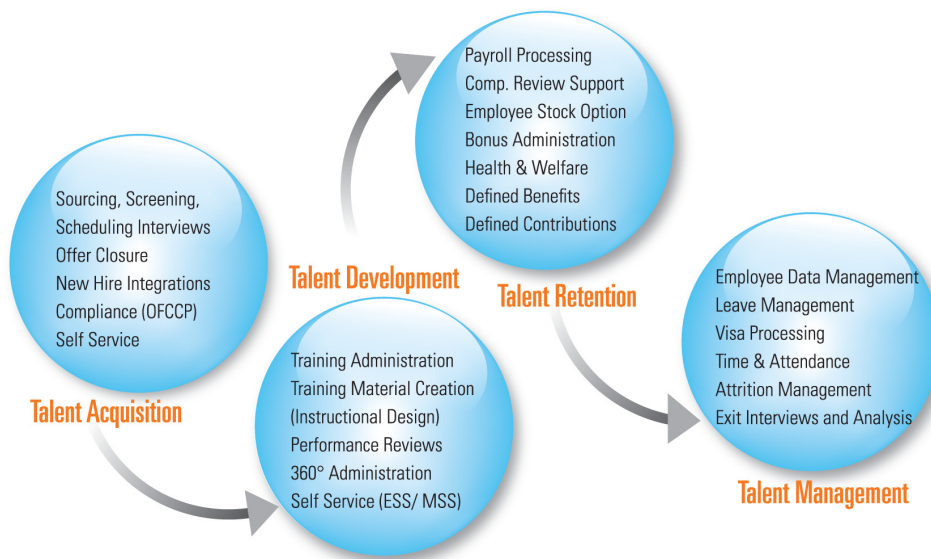 Sourcing, Screening,
Scheduling Interviews
Offer Closure
New Hire Integrations
Compliance (OFCCP)
Self Service
Talent Acquisition
Talent Development
Training Administration
Training Material Creation
(Instructional Design)
Performance Reviews
360° Administration
Self Service (ESS/ MSS)
Payroll Processing
Comp. Review Support
Employee Stock Option
Bonus Administration
Health & Welfare
Defined Benefits
Defined Contributions
Talent Retention
Employee Data Management
Leave Management
Visa Processing
Time & Attendance
Attrition Management
Exit Interviews and Analysis
Talent Management